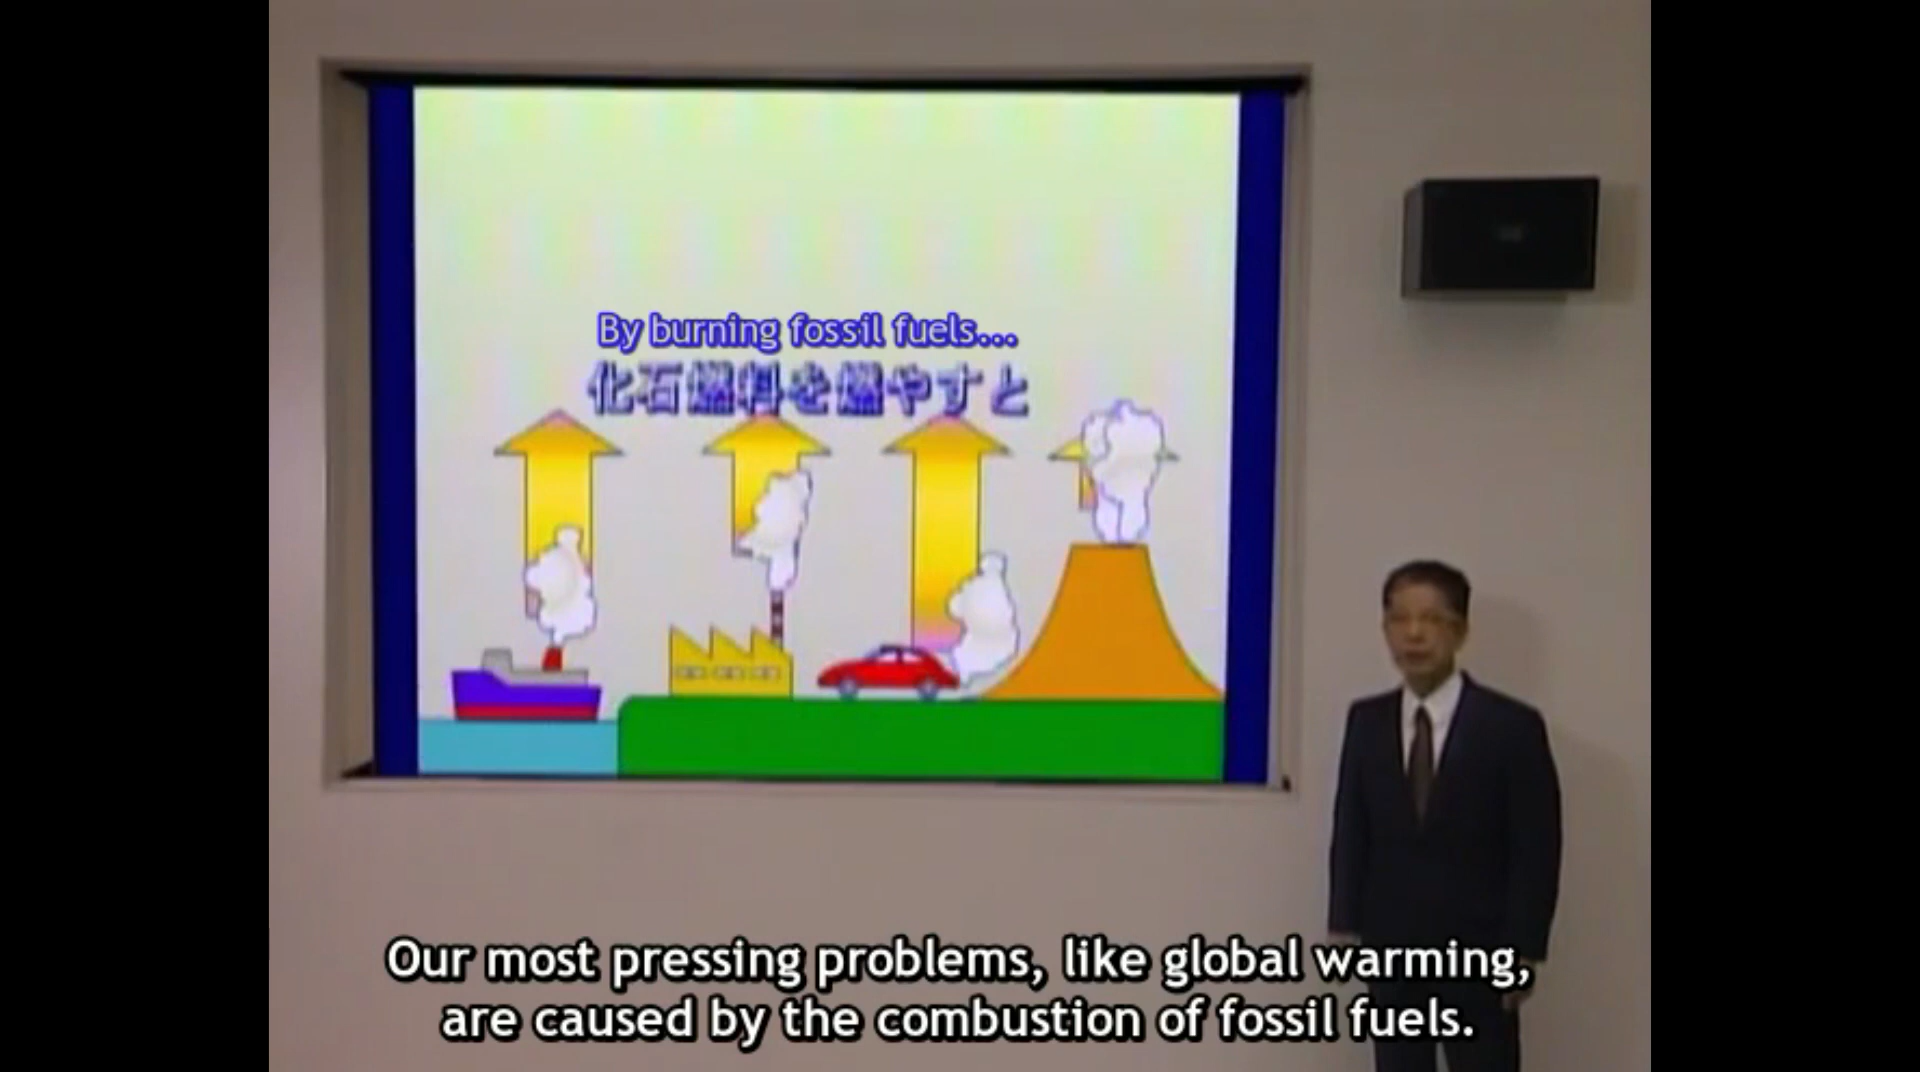 By burning fossil fuels...
化石燃料を燃やすと
Our most pressing problems, like global warming,
are caused by the combustion of fossil fuels.